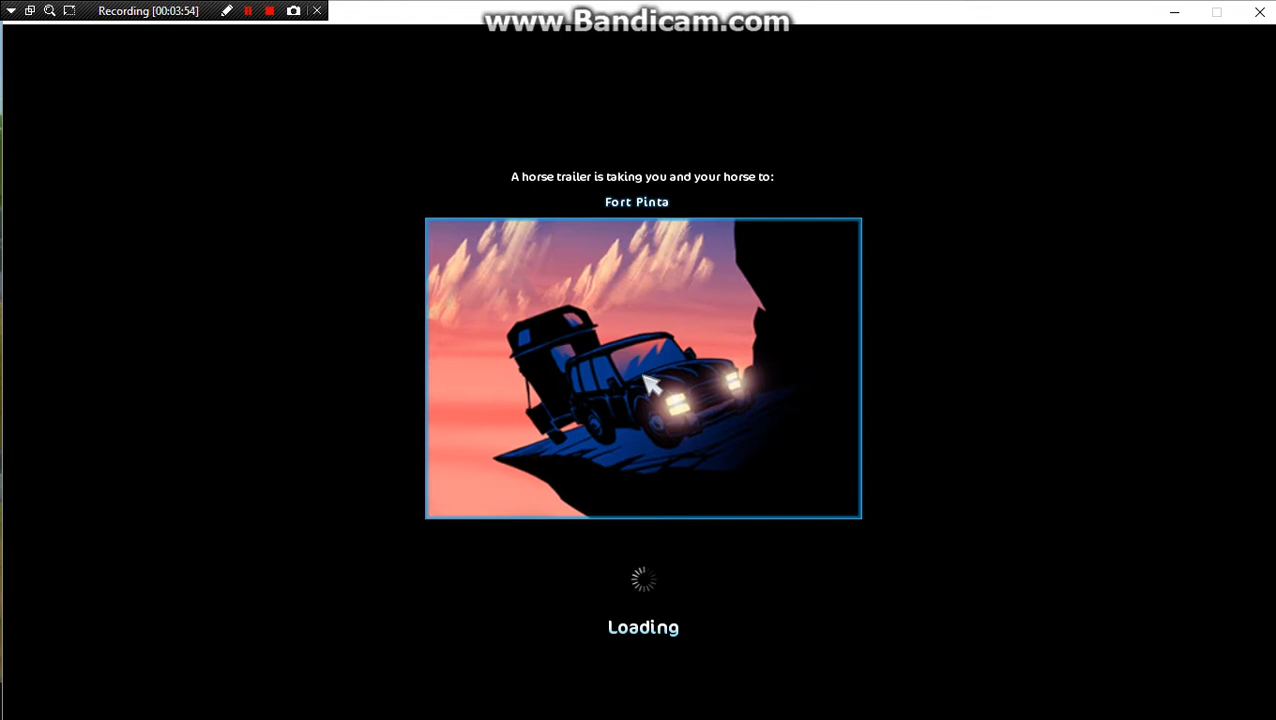 Recording [00:03:54]
www.Bandicam.com
A horse trailer is taking you and your horse to:
Fort Pinta
Loading